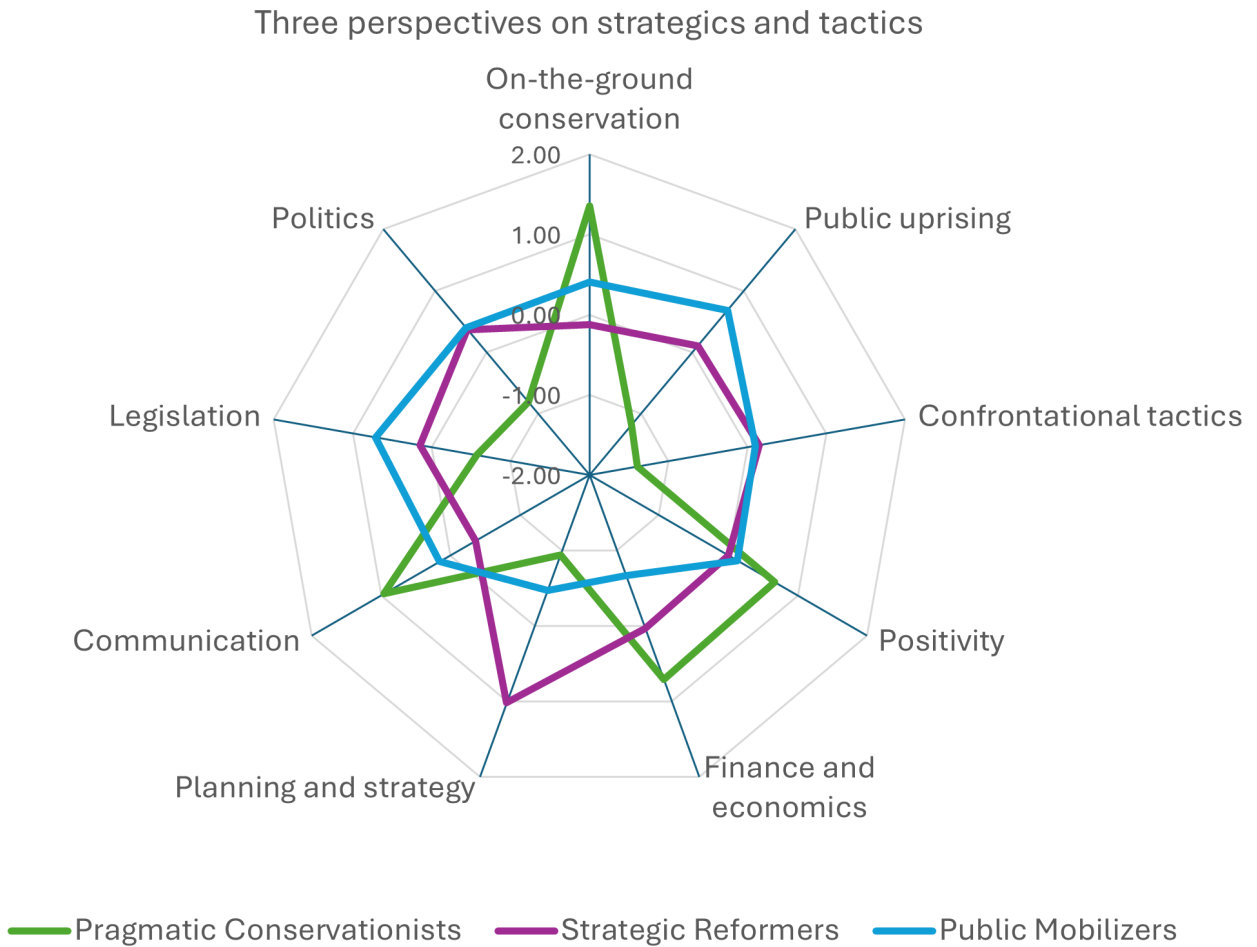 Three perspectives on strategics and tactics
On-the-ground
conservation
2.00
Politics
Public uprising
1.00
0.00
Legislation
-1.00
Confrontational tactics
-2.00
Communication
Positivity
Planning and strategy
Finance and
economics
Pragmatic Conservationists
Strategic Reformers
Public Mobilizers